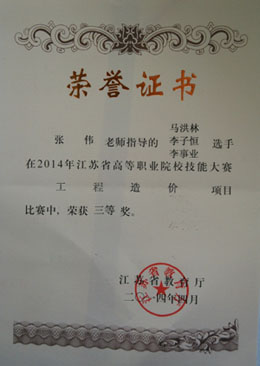 荣誉证书
马洪林
张伟 老师指导的 李子恒 选手
李事业
在2014年江苏省高等职业院校技能大赛
工程造价 项目
比赛中，荣获 三等 奖。
江苏省教育厅
二〇一四年四月